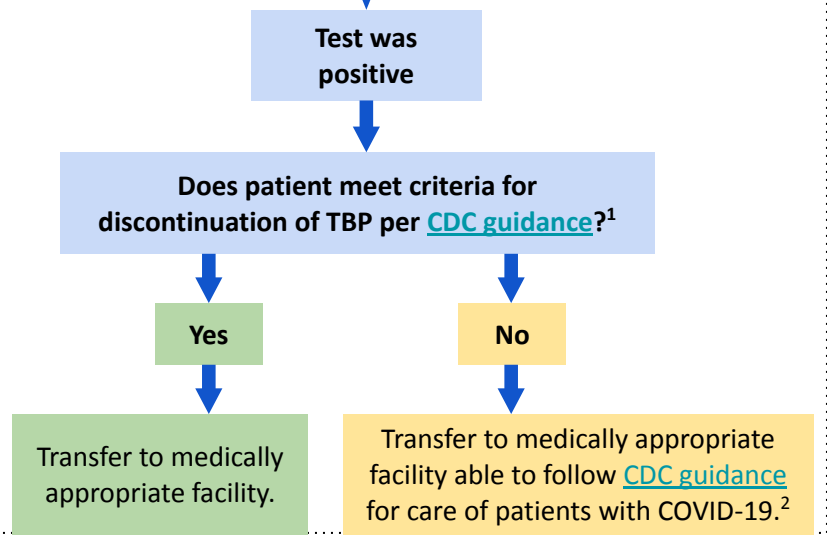 Test was
positive
Does patient meet criteria for
discontinuation of TBP per CDC guidance?¹
Yes
No
Transfer to medically
appropriate facility.
Transfer to medically appropriate
facility able to follow CDC guidance
for care of patients with COVID-19.²